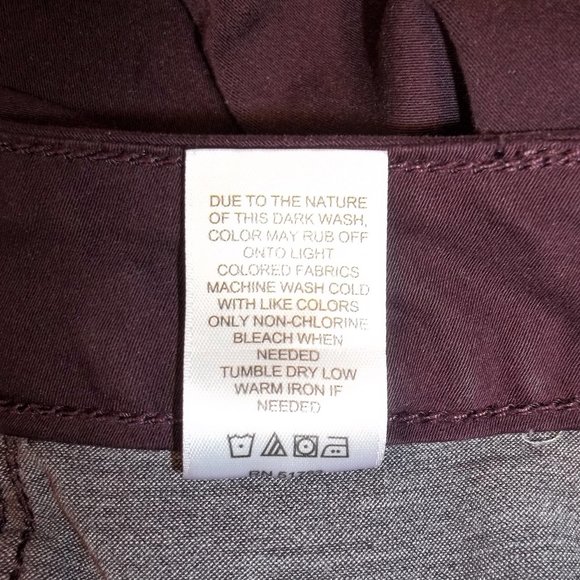 DUE TO THE NATURE
OF THIS DARK WASH,
COLOR MAY RUB OFF
ONTO LIGHT
COLORED FABRICS
MACHINE WASH COLD
WITH LIKE COLORS
ONLY NON-CHLORINE
BLEACH WHEN
NEEDED
TUMBLE DRY LOW
WARM IRON IF
NEEDED
RN